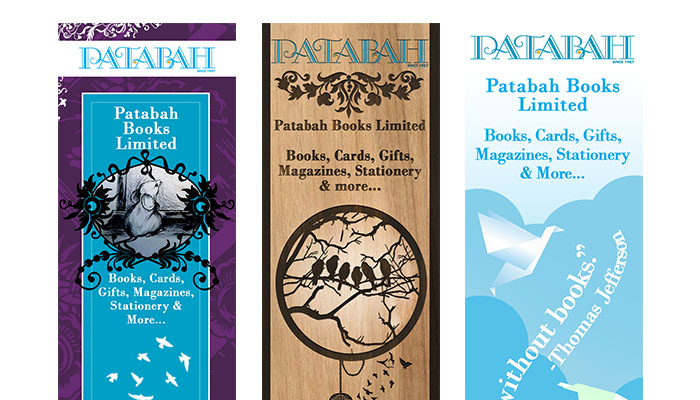 PATABAH
SINCE 1987
Patabah
Books
Limited
Books, Cards,
Gifts, Magazines,
Stationery &
More...
PATABAH
SINCE 1987
Patabah Books Limited
Books, Cards, Gifts,
Magazines, Stationery
& more...
PATABAH
SINCE 1987
Patabah Books
Limited
Books, Cards, Gifts,
Magazines, Stationery
& More...
without books.”
-Thomas Jefferson